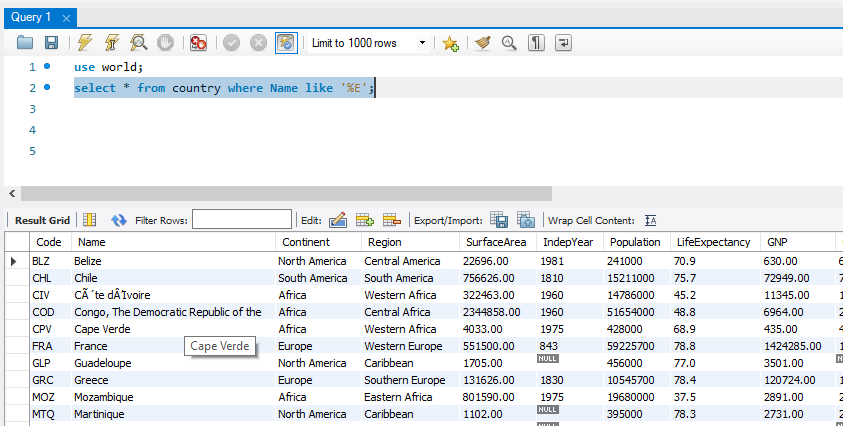 Query 1 ×
Limit to 1000 rows
1 use world;
2 select * from country where Name like '%E';
3
4
5
Result Grid Filter Rows: Edit: Export/Import: Wrap Cell Content:
Code Name Continent Region SurfaceArea IndepYear Population LifeExpectancy GNP
BLZ Belize North America Central America 22696.00 1981 241000 70.9 630.00
CHL Chile South America South America 756626.00 1810 15211000 75.7 72949.00
CIV CÃ´te dÂ'Ivoire Africa Western Africa 322463.00 1960 14786000 45.2 11345.00
COD Congo, The Democratic Republic of the Africa Central Africa 2344858.00 1960 51654000 48.8 6964.00
CPV Cape Verde Africa Western Africa 4033.00 1975 428000 68.9 435.00
FRA France Europe Western Europe 551500.00 843 59225700 78.8 1424285.00
Cape Verde
GLP Guadeloupe North America Caribbean 1705.00 NULL 456000 77.0 3501.00
GRC Greece Europe Southern Europe 131626.00 1830 10545700 78.4 120724.00
MOZ Mozambique Africa Eastern Africa 801590.00 1975 19680000 37.5 2891.00
MTQ Martinique North America Caribbean 1102.00 NULL 395000 78.3 2731.00
NULL